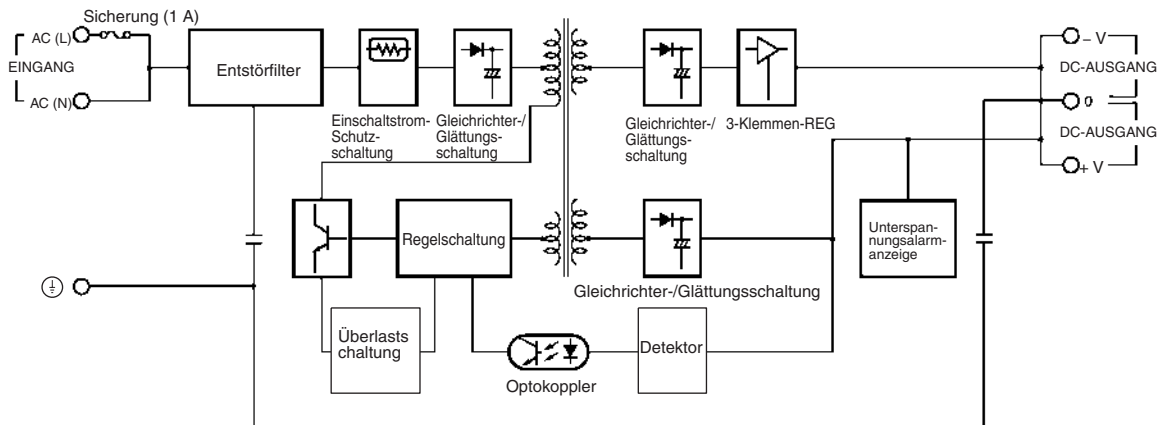 Sicherung (1 A)
AC (L)
EINGANG
AC (N)
Entstörfilter
Einschaltstrom-
Schutz-
schaltung
Gleichrichter-/
Glättungs-
schaltung
Gleichrichter-/
Glättungs-
schaltung
3-Klemmen-REG
– V
DC-AUSGANG
0
DC-AUSGANG
+ V
Regelschaltung
Unterspan-
nungsalarm-
anzeige
Gleichrichter-/Glättungsschaltung
Überlasts
chaltung
Optokoppler
Detektor